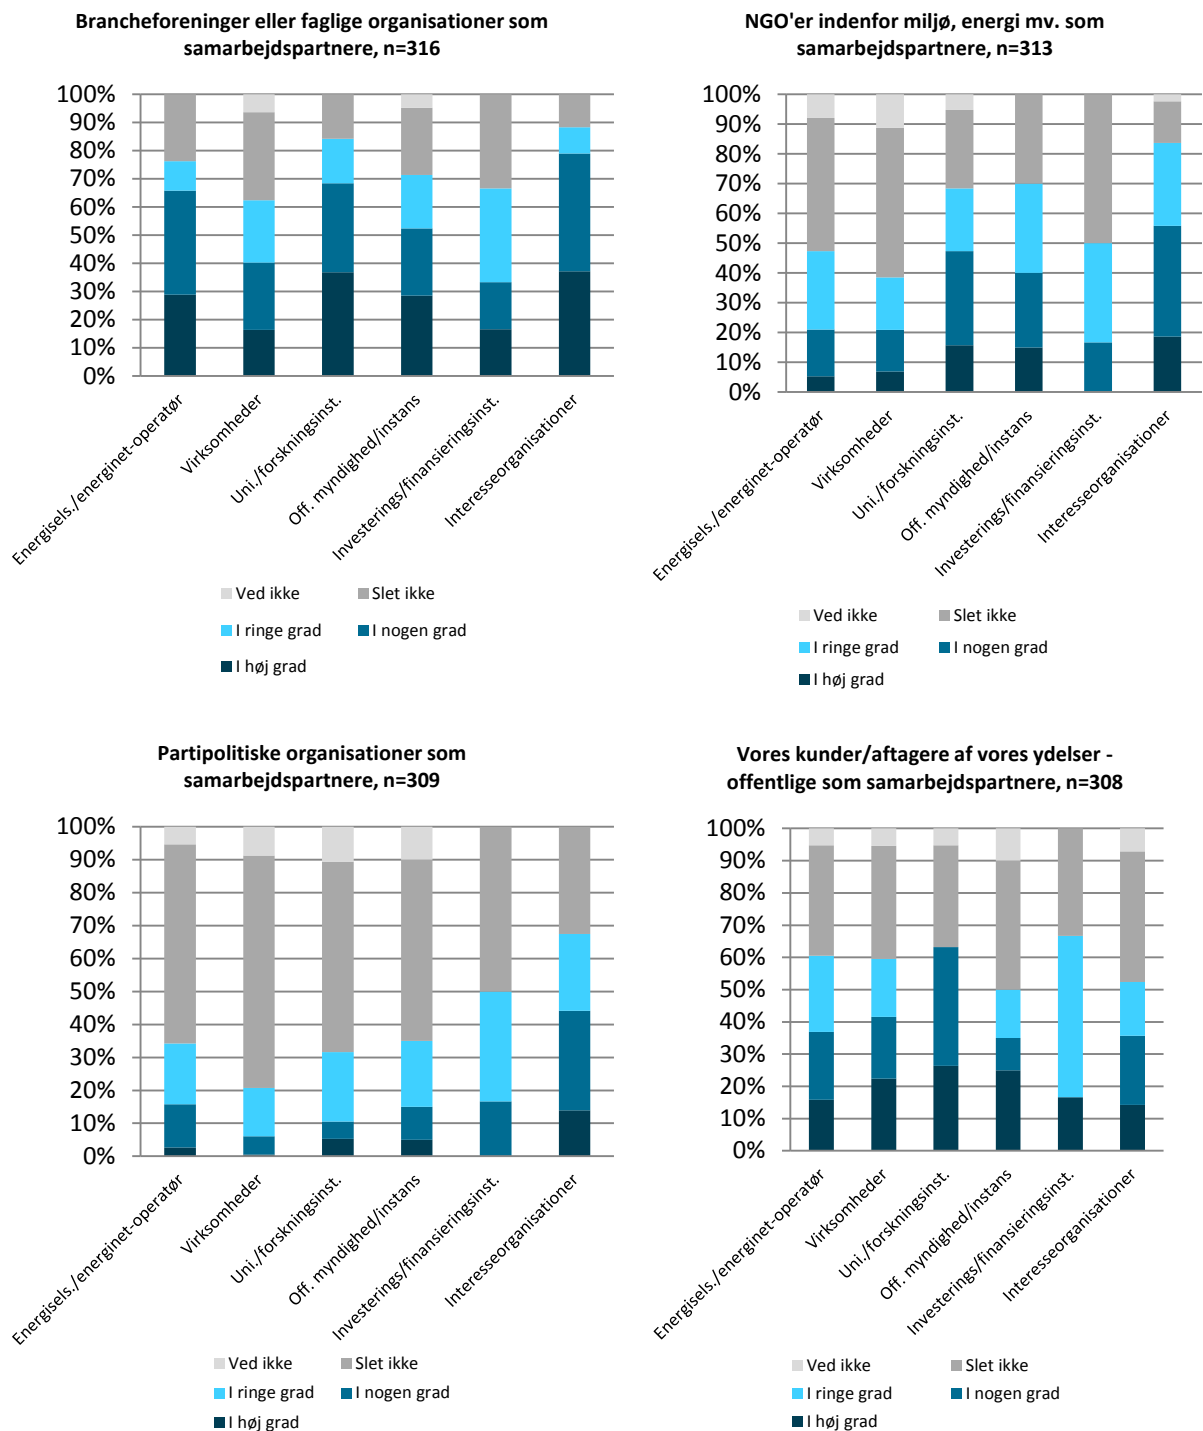 Brancheforeninger eller faglige organisationer som
samarbejdspartnere, n=316
100%
90%
80%
70%
60%
50%
40%
30%
20%
10%
0%
Energisels./energinet-operatør
Virksomheder
Uni./forskningsinst.
Off. myndighed/instans
Investerings/finansieringsinst.
Interesseorganisationer
Ved ikke
Slet ikke
I ringe grad
I nogen grad
I høj grad
NGO'er indenfor miljø, energi mv. som
samarbejdspartnere, n=313
100%
90%
80%
70%
60%
50%
40%
30%
20%
10%
0%
Energisels./energinet-operatør
Virksomheder
Uni./forskningsinst.
Off. myndighed/instans
Investerings/finansieringsinst.
Interesseorganisationer
Ved ikke
Slet ikke
I ringe grad
I nogen grad
I høj grad
Partipolitiske organisationer som
samarbejdspartnere, n=309
100%
90%
80%
70%
60%
50%
40%
30%
20%
10%
0%
Energisels./energinet-operatør
Virksomheder
Uni./forskningsinst.
Off. myndighed/instans
Investerings/finansieringsinst.
Interesseorganisationer
Ved ikke
Slet ikke
I ringe grad
I nogen grad
I høj grad
Vores kunder/aftagere af vores ydelser -
offentlige som samarbejdspartnere, n=308
100%
90%
80%
70%
60%
50%
40%
30%
20%
10%
0%
Energisels./energinet-operatør
Virksomheder
Uni./forskningsinst.
Off. myndighed/instans
Investerings/finansieringsinst.
Interesseorganisationer
Ved ikke
Slet ikke
I ringe grad
I nogen grad
I høj grad